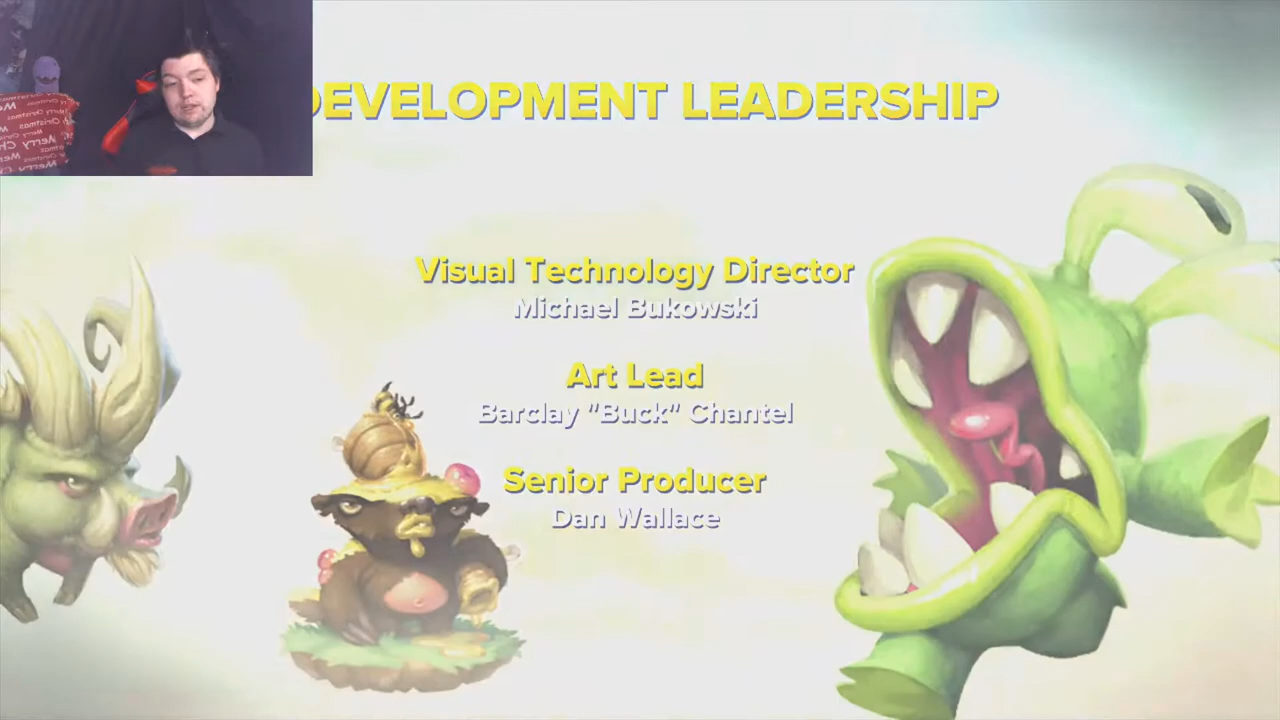 DEVELOPMENT LEADERSHIP
Visual Technology Director
Michael Bukowski
Art Lead
Barclay "Buck" Chantel
Senior Producer
Dan Wallace